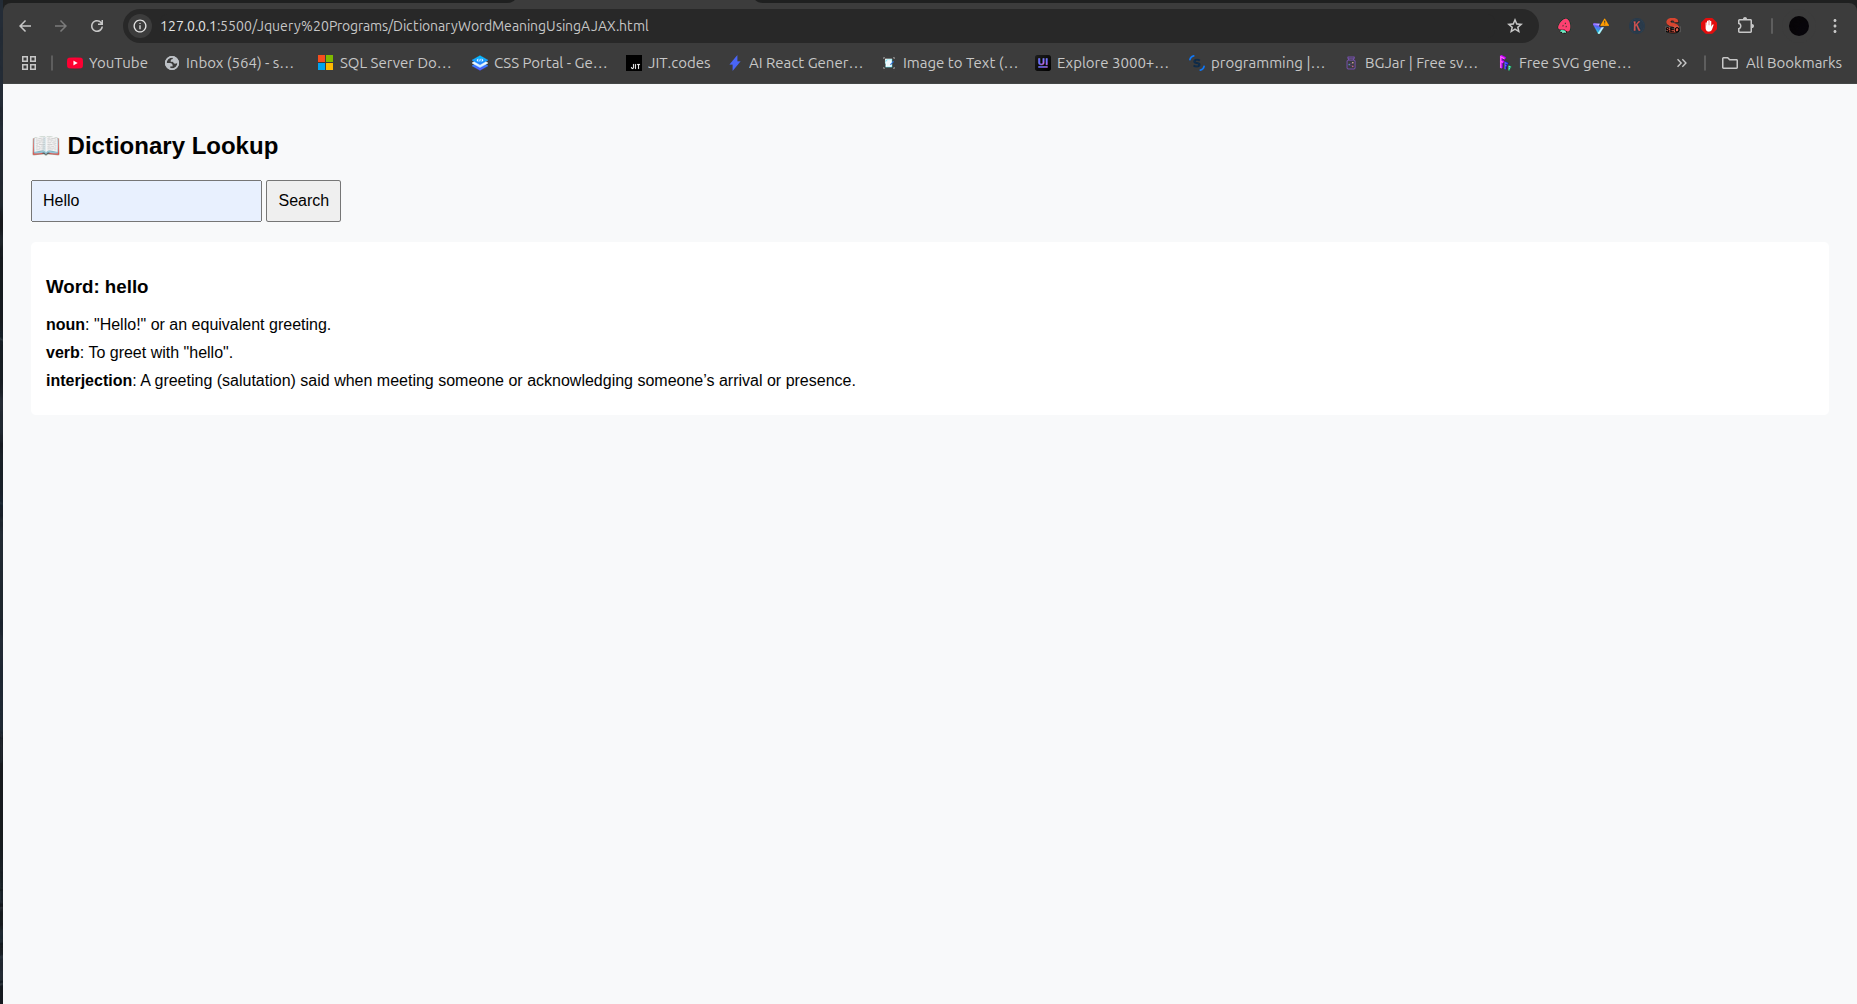 127.0.0.1:5500/Jquery%20Programs/DictionaryWordMeaningUsingAJAX.html
YouTube Inbox (564) - s... SQL Server Do... CSS Portal - Ge... JIT JIT.codes AI React Gener... Image to Text (... UI Explore 3000+... programming |... BGJar | Free sv... Free SVG gene... » All Bookmarks
📖 Dictionary Lookup
Hello Search
Word: hello
noun: "Hello!" or an equivalent greeting.
verb: To greet with "hello".
interjection: A greeting (salutation) said when meeting someone or acknowledging someone’s arrival or presence.